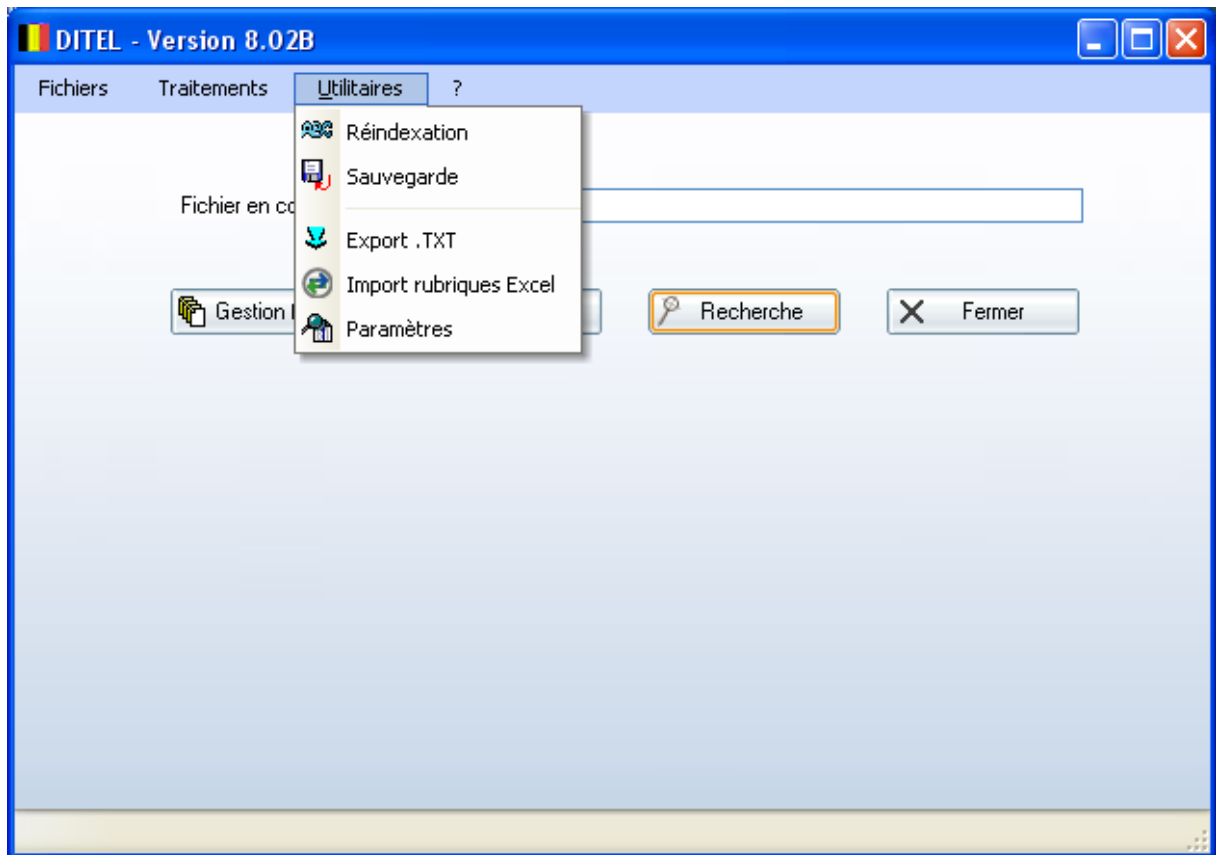 DITEL - Version 8.02B
Fichiers Traitements Utilitaires ?
Réindexation
Sauvegarde
Fichier en
Export .TXT
Import rubriques Excel
Paramètres
Gestion Recherche Fermer